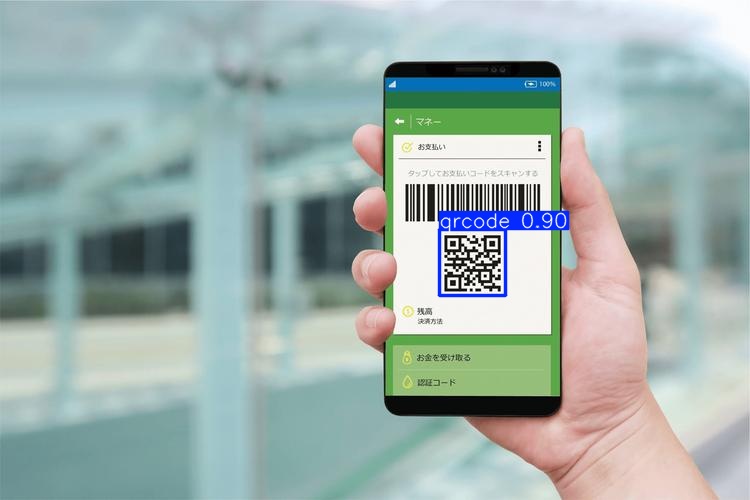 100%
マネー
お支払い
タップしてお支払いコードをスキャンする
qrcode 0.90
残高
決済方法
お金を受け取る
認証コード